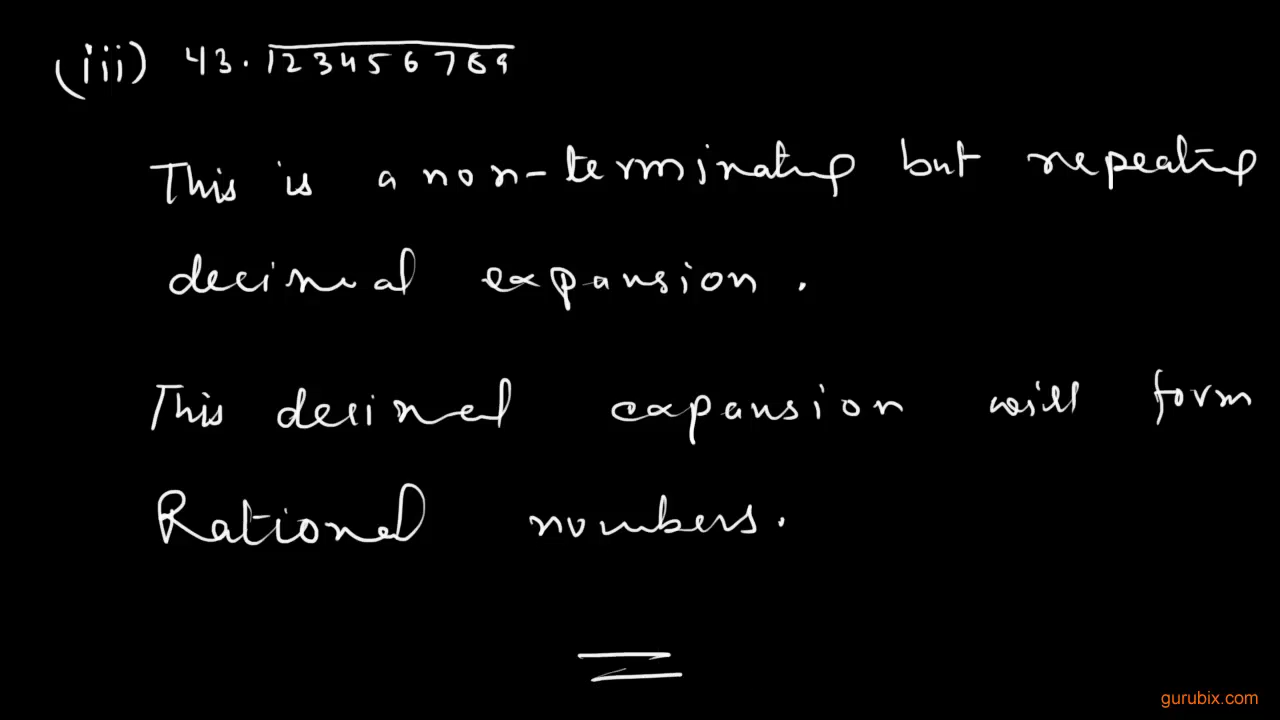 (iii) 43.\overline{123456789}
This is a non-terminating but repeating
decimal expansion.
This decimal expansion will form
Rational numbers.
gurubix.com